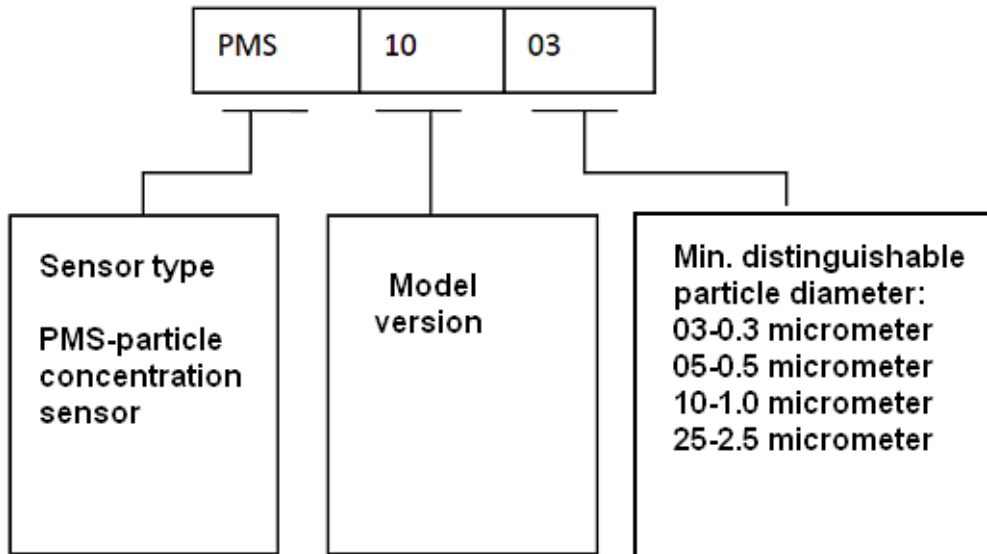 PMS 10 03
Sensor type
PMS-particle
concentration
sensor
Model
version
Min. distinguishable
particle diameter:
03-0.3 micrometer
05-0.5 micrometer
10-1.0 micrometer
25-2.5 micrometer